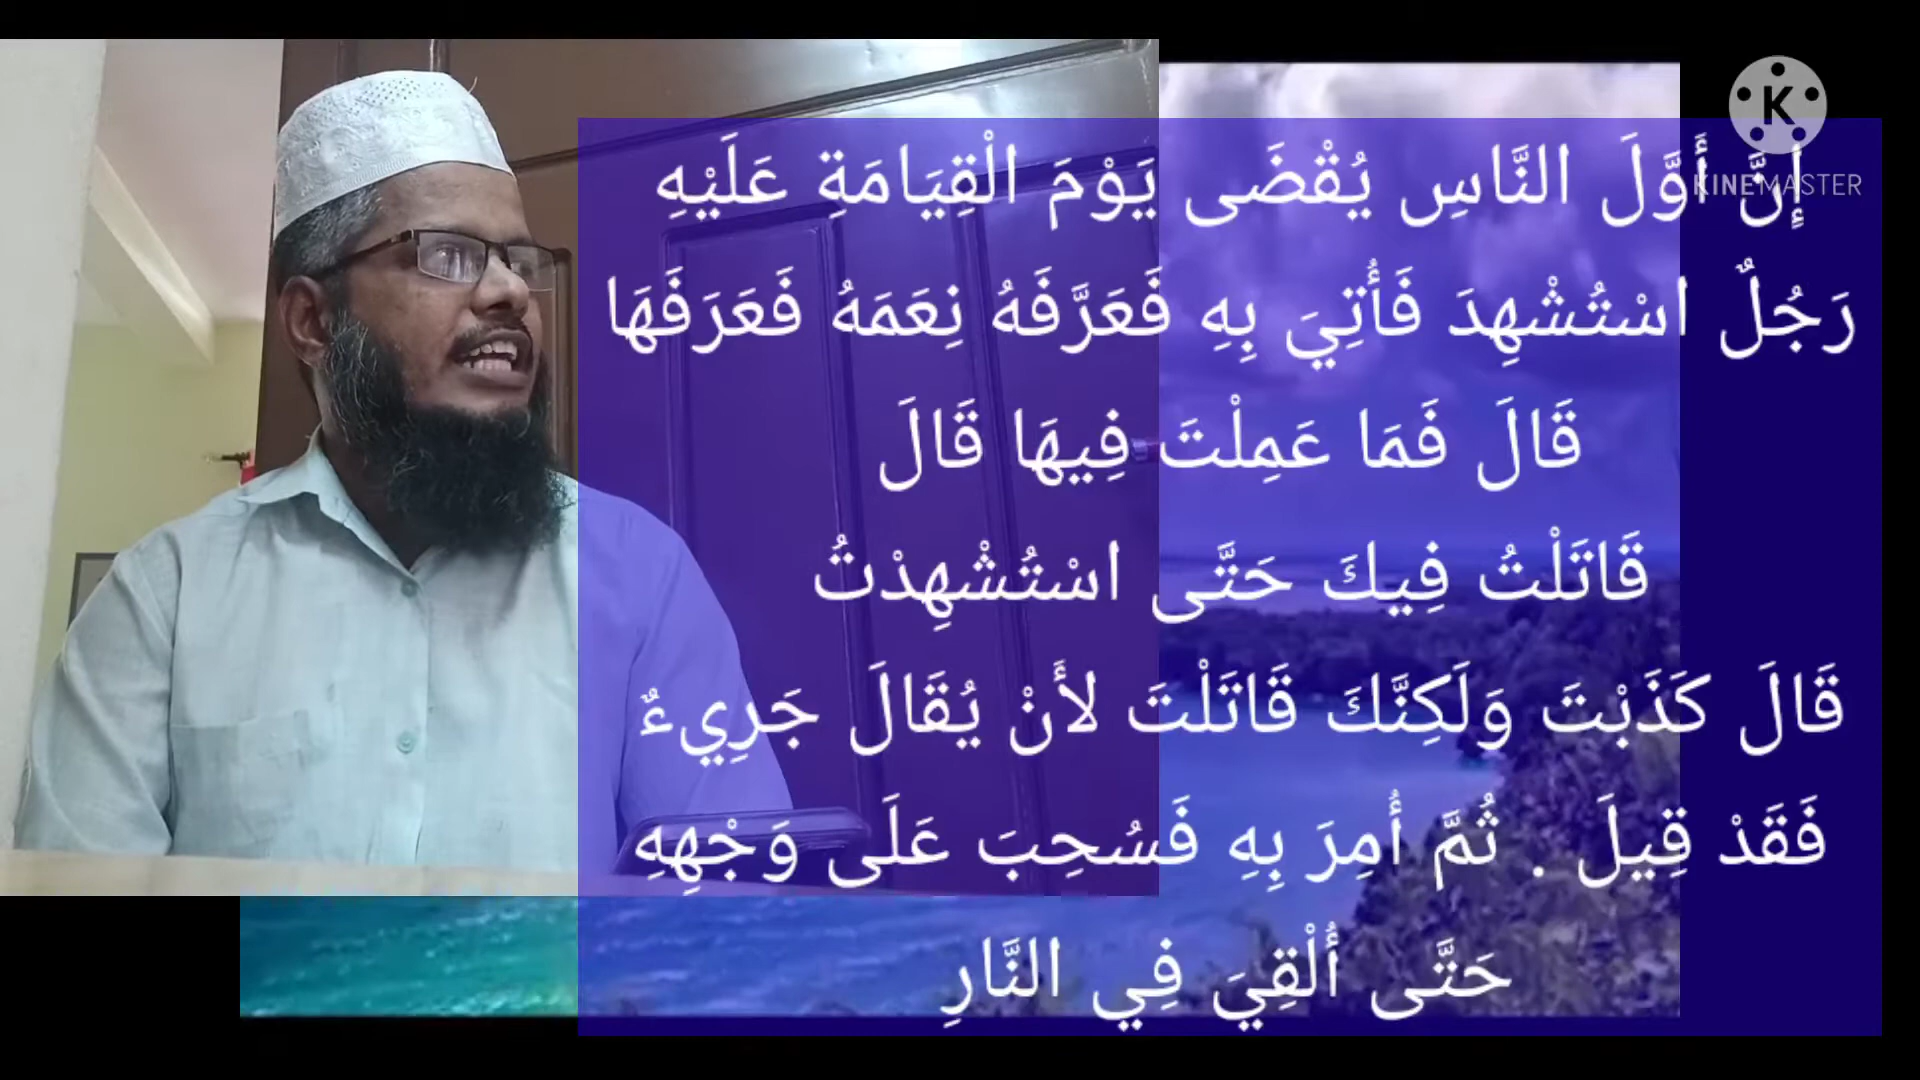 إِنَّ أَوَّلَ النَّاسِ يُقْضَى يَوْمَ الْقِيَامَةِ عَلَيْهِ
رَجُلٌ اسْتُشْهِدَ فَأُتِيَ بِهِ فَعَرَّفَهُ نِعَمَهُ فَعَرَفَهَا
قَالَ فَمَا عَمِلْتَ فِيهَا قَالَ
قَاتَلْتُ فِيكَ حَتَّى اسْتُشْهِدْتُ
قَالَ كَذَبْتَ وَلَكِنَّكَ قَاتَلْتَ لأَنْ يُقَالَ جَرِيءٌ
فَقَدْ قِيلَ . ثُمَّ أُمِرَ بِهِ فَسُحِبَ عَلَى وَجْهِهِ
حَتَّى أُلْقِيَ فِي النَّارِ
K
KINEMASTER